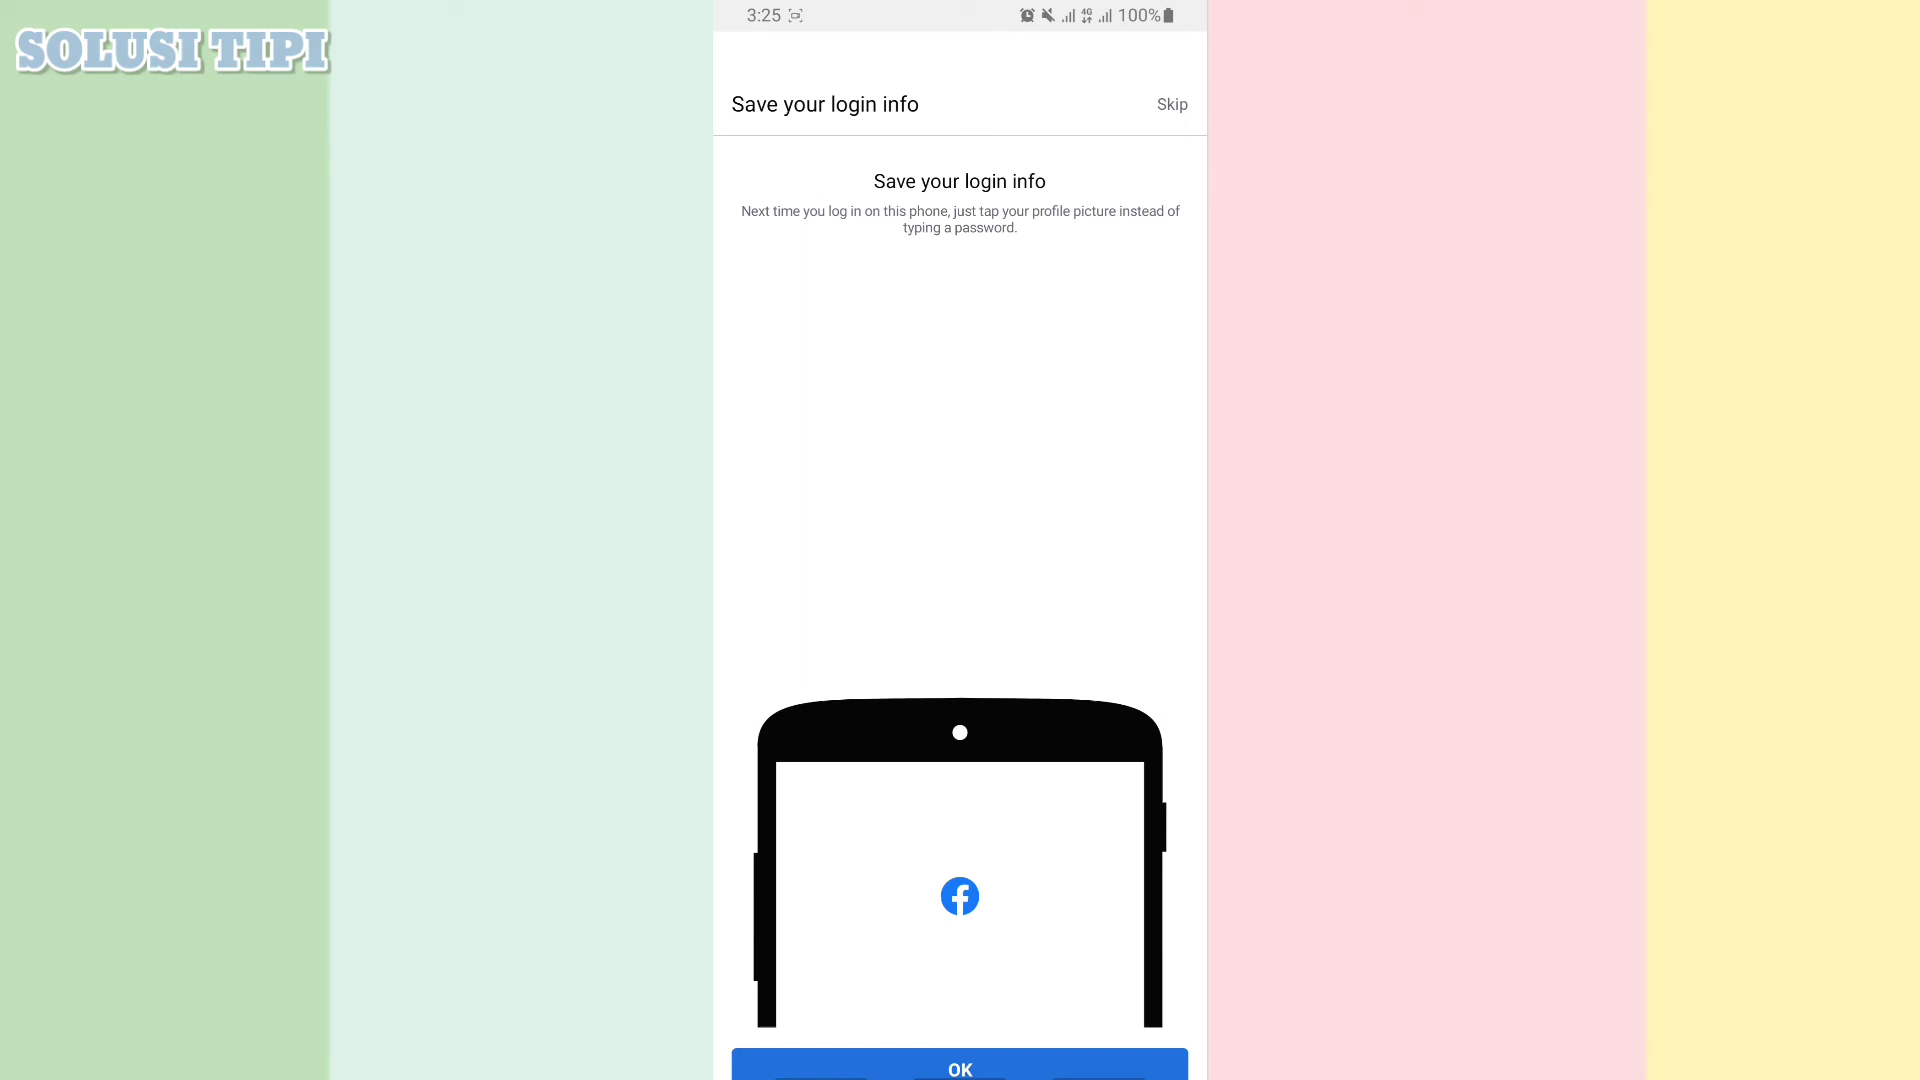 SOLUSI TIPI
3:25
4G
100%
Save your login info
Skip
Save your login info
Next time you log in on this phone, just tap your profile picture instead of
typing a password.
OK